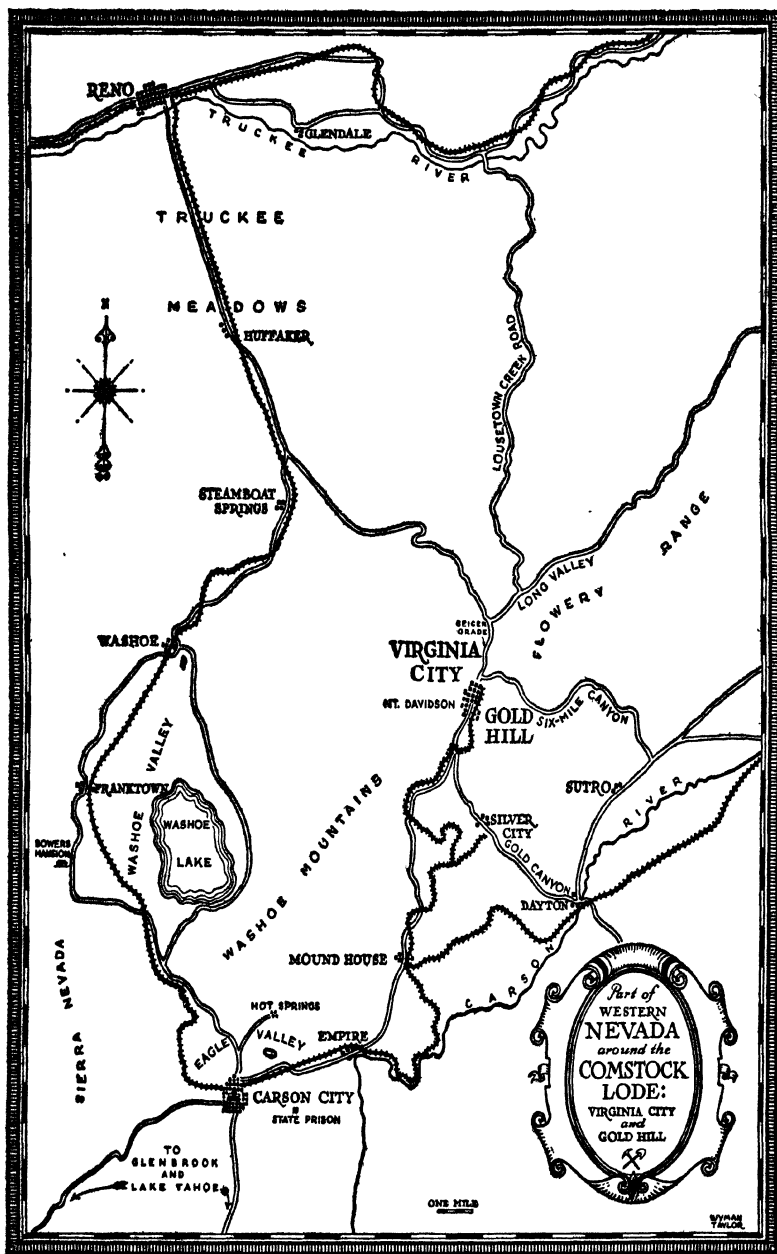 RENO
GLENDALE
TRUCKEE
RIVER
TRUCKEE
MEADOWS
HUFFAKER
N
LOUSETOWN CREEK ROAD
STEAMBOAT
SPRINGS
RANGE
LONG VALLEY
FLOWERY
GEIGER
GRADE
WASHOE
VIRGINIA
CITY
MT. DAVIDSON
GOLD
HILL
SIX-MILE CANYON
WASHOE VALLEY
FRANKTOWN
SUTRO
RIVER
WASHOE
LAKE
SILVER
CITY
BOWERS
MANSION
GOLD CANYON
WASHOE MOUNTAINS
DAYTON
MOUND HOUSE
CARSON
SIERRA NEVADA
HOT SPRINGS
EAGLE VALLEY
EMPIRE
CARSON CITY
STATE PRISON
Part of
WESTERN
NEVADA
around the
COMSTOCK
LODE:
VIRGINIA CITY
and
GOLD HILL
TO
GLENBROOK
AND
LAKE TAHOE
ONE MILE
WYMAN
TAYLOR